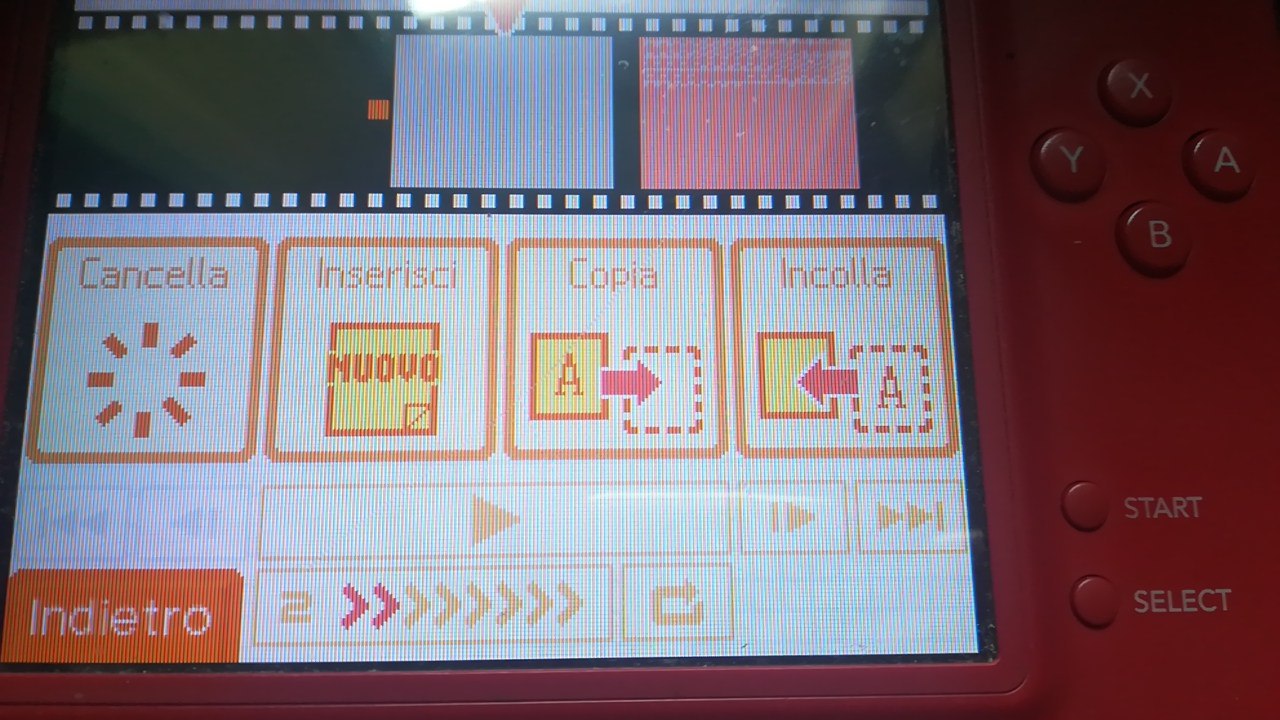 Cancella
Inserisci
Copia
Incolla
NUOVO
A
A
2
Indietro
X
Y
A
B
START
SELECT